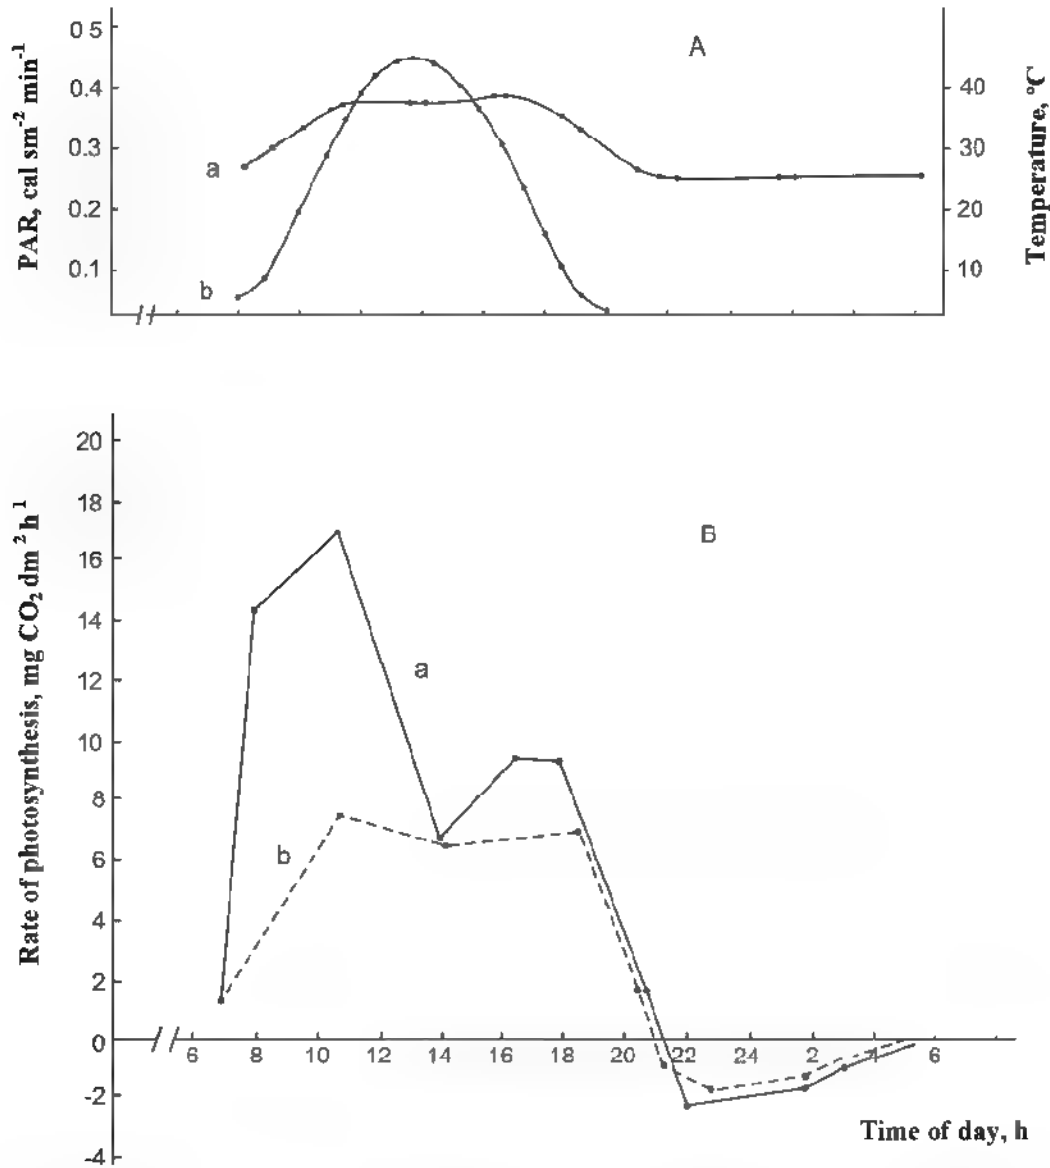 A
PAR, cal sm⁻² min⁻¹
0 5
0.4
0.3
0.2
0.1
Temperature, °C
40
30
20
10
a
b
B
Rate of photosynthesis, mg CO₂ dm ² h ¹
20
18
16
14
12
10
8
6
4
2
0
-2
-4
a
b
6 8 10 12 14 16 18 20 22 24 2 4 6
Time of day, h